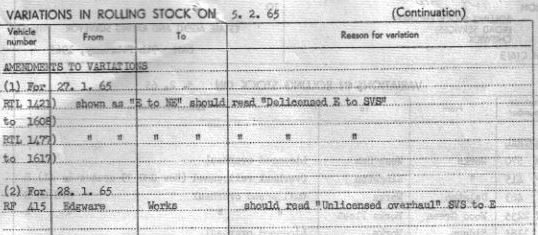 VARIATIONS IN ROLLING STOCK ON 5. 2. 65 (Continuation)
Vehicle number From To Reason for variation
AMENDMENTS TO VARIATIONS
(1) For 27. 1. 65
RTL 1421) shown as "E to NE" should read "Delicensed E to SVS"
to 1608)
RTL 1477) " " " " " " "
to 1617)
(2) For 28. 1. 65
RF 415 Edgware Works should read "Unlicensed overhaul" SVS to E